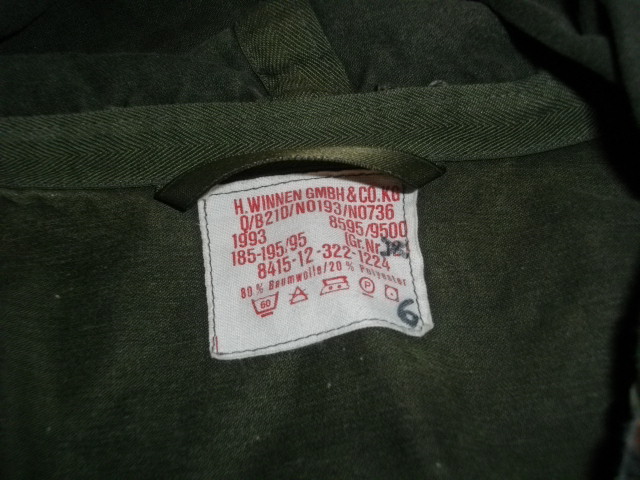 H. WINNEN GMBH & CO. KG
Q/B21D/N0193/N0736
1993 8595/9500
185-195/95 (Gr.Nr.
8415-12-322-1224
80 % Baumwolle/20 % Polyester
60 P
6